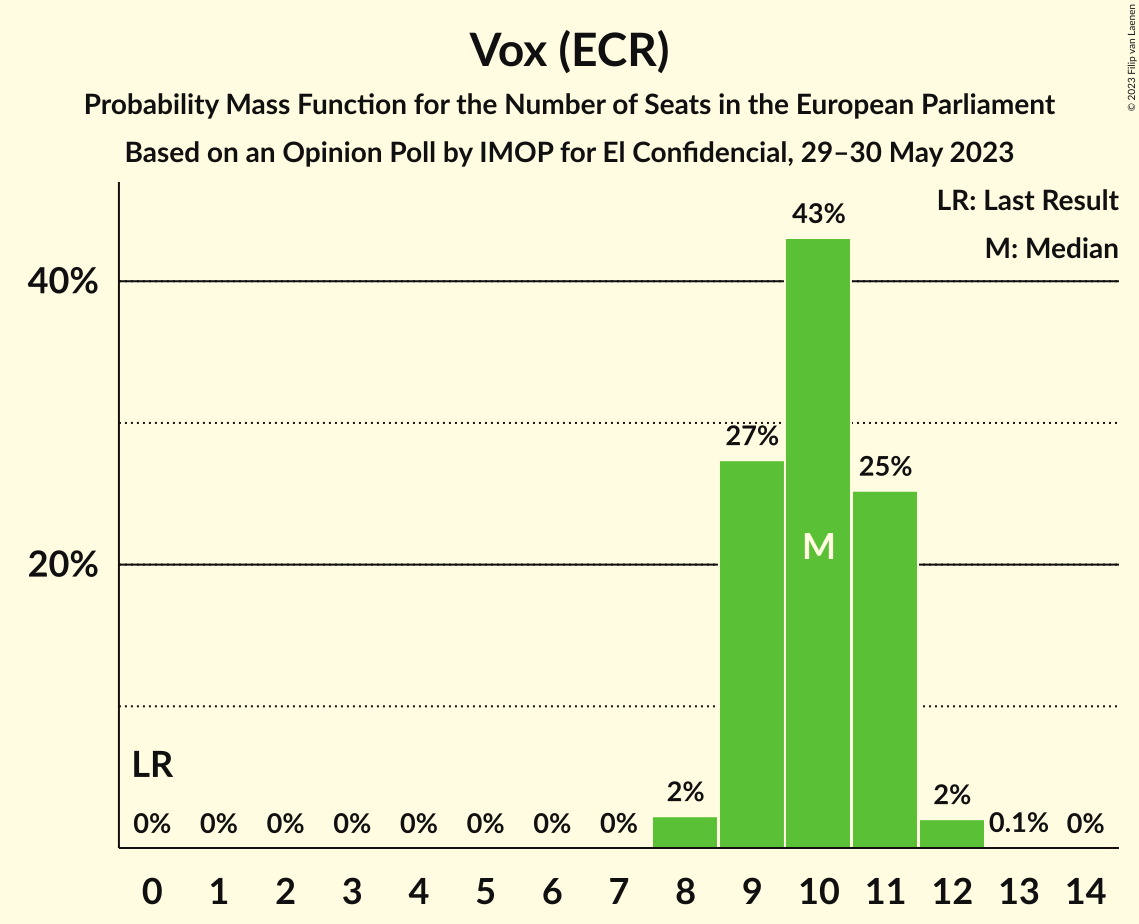 Vox (ECR)
Probability Mass Function for the Number of Seats in the European Parliament
Based on an Opinion Poll by IMOP for El Confidencial, 29–30 May 2023
© 2023 Filip van Laenen
LR: Last Result
M: Median
43%
40%
27%
25%
M
20%
LR
0% 0% 0% 0% 0% 0% 0% 0% 2% 2% 0.1% 0%
0 1 2 3 4 5 6 7 8 9 10 11 12 13 14